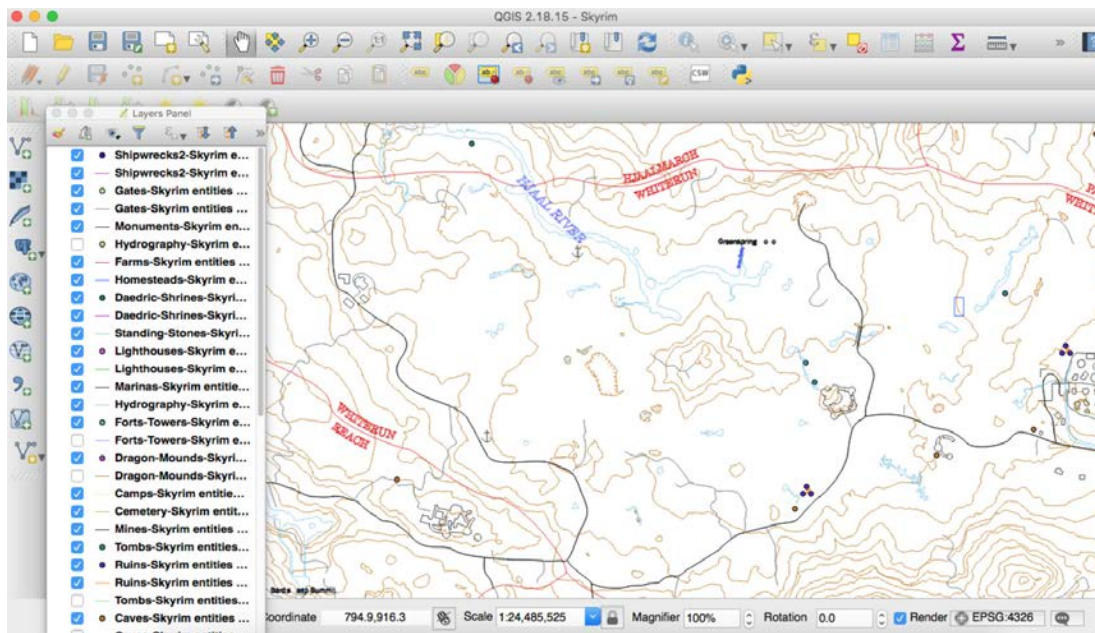 QGIS 2.18.15 - Skyrim
CSW
Layers Panel
Shipwrecks2-Skyrim e...
Shipwrecks2-Skyrim e...
Gates-Skyrim entities ...
Gates-Skyrim entities ...
Monuments-Skyrim en...
Hydrography-Skyrim e...
Farms-Skyrim entities ...
Homesteads-Skyrim e...
Daedric-Shrines-Skyri...
Daedric-Shrines-Skyri...
Standing-Stones-Skyri...
Lighthouses-Skyrim e...
Lighthouses-Skyrim e...
Marinas-Skyrim entitie...
Hydrography-Skyrim e...
Forts-Towers-Skyrim e...
Forts-Towers-Skyrim e...
Dragon-Mounds-Skyri...
Dragon-Mounds-Skyri...
Camps-Skyrim entitie...
Cemetery-Skyrim entit...
Mines-Skyrim entities ...
Tombs-Skyrim entities...
Ruins-Skyrim entities ...
Ruins-Skyrim entities ...
Tombs-Skyrim entities...
Caves-Skyrim entities ...
HJAALMARGH
WHITERUN
HJAAL RIVER
Greenspring
WHITERUN
REACH
Summit
oordinate 794.9,916.3 Scale 1:24,485,525 Magnifier 100% Rotation 0.0 Render EPSG:4326